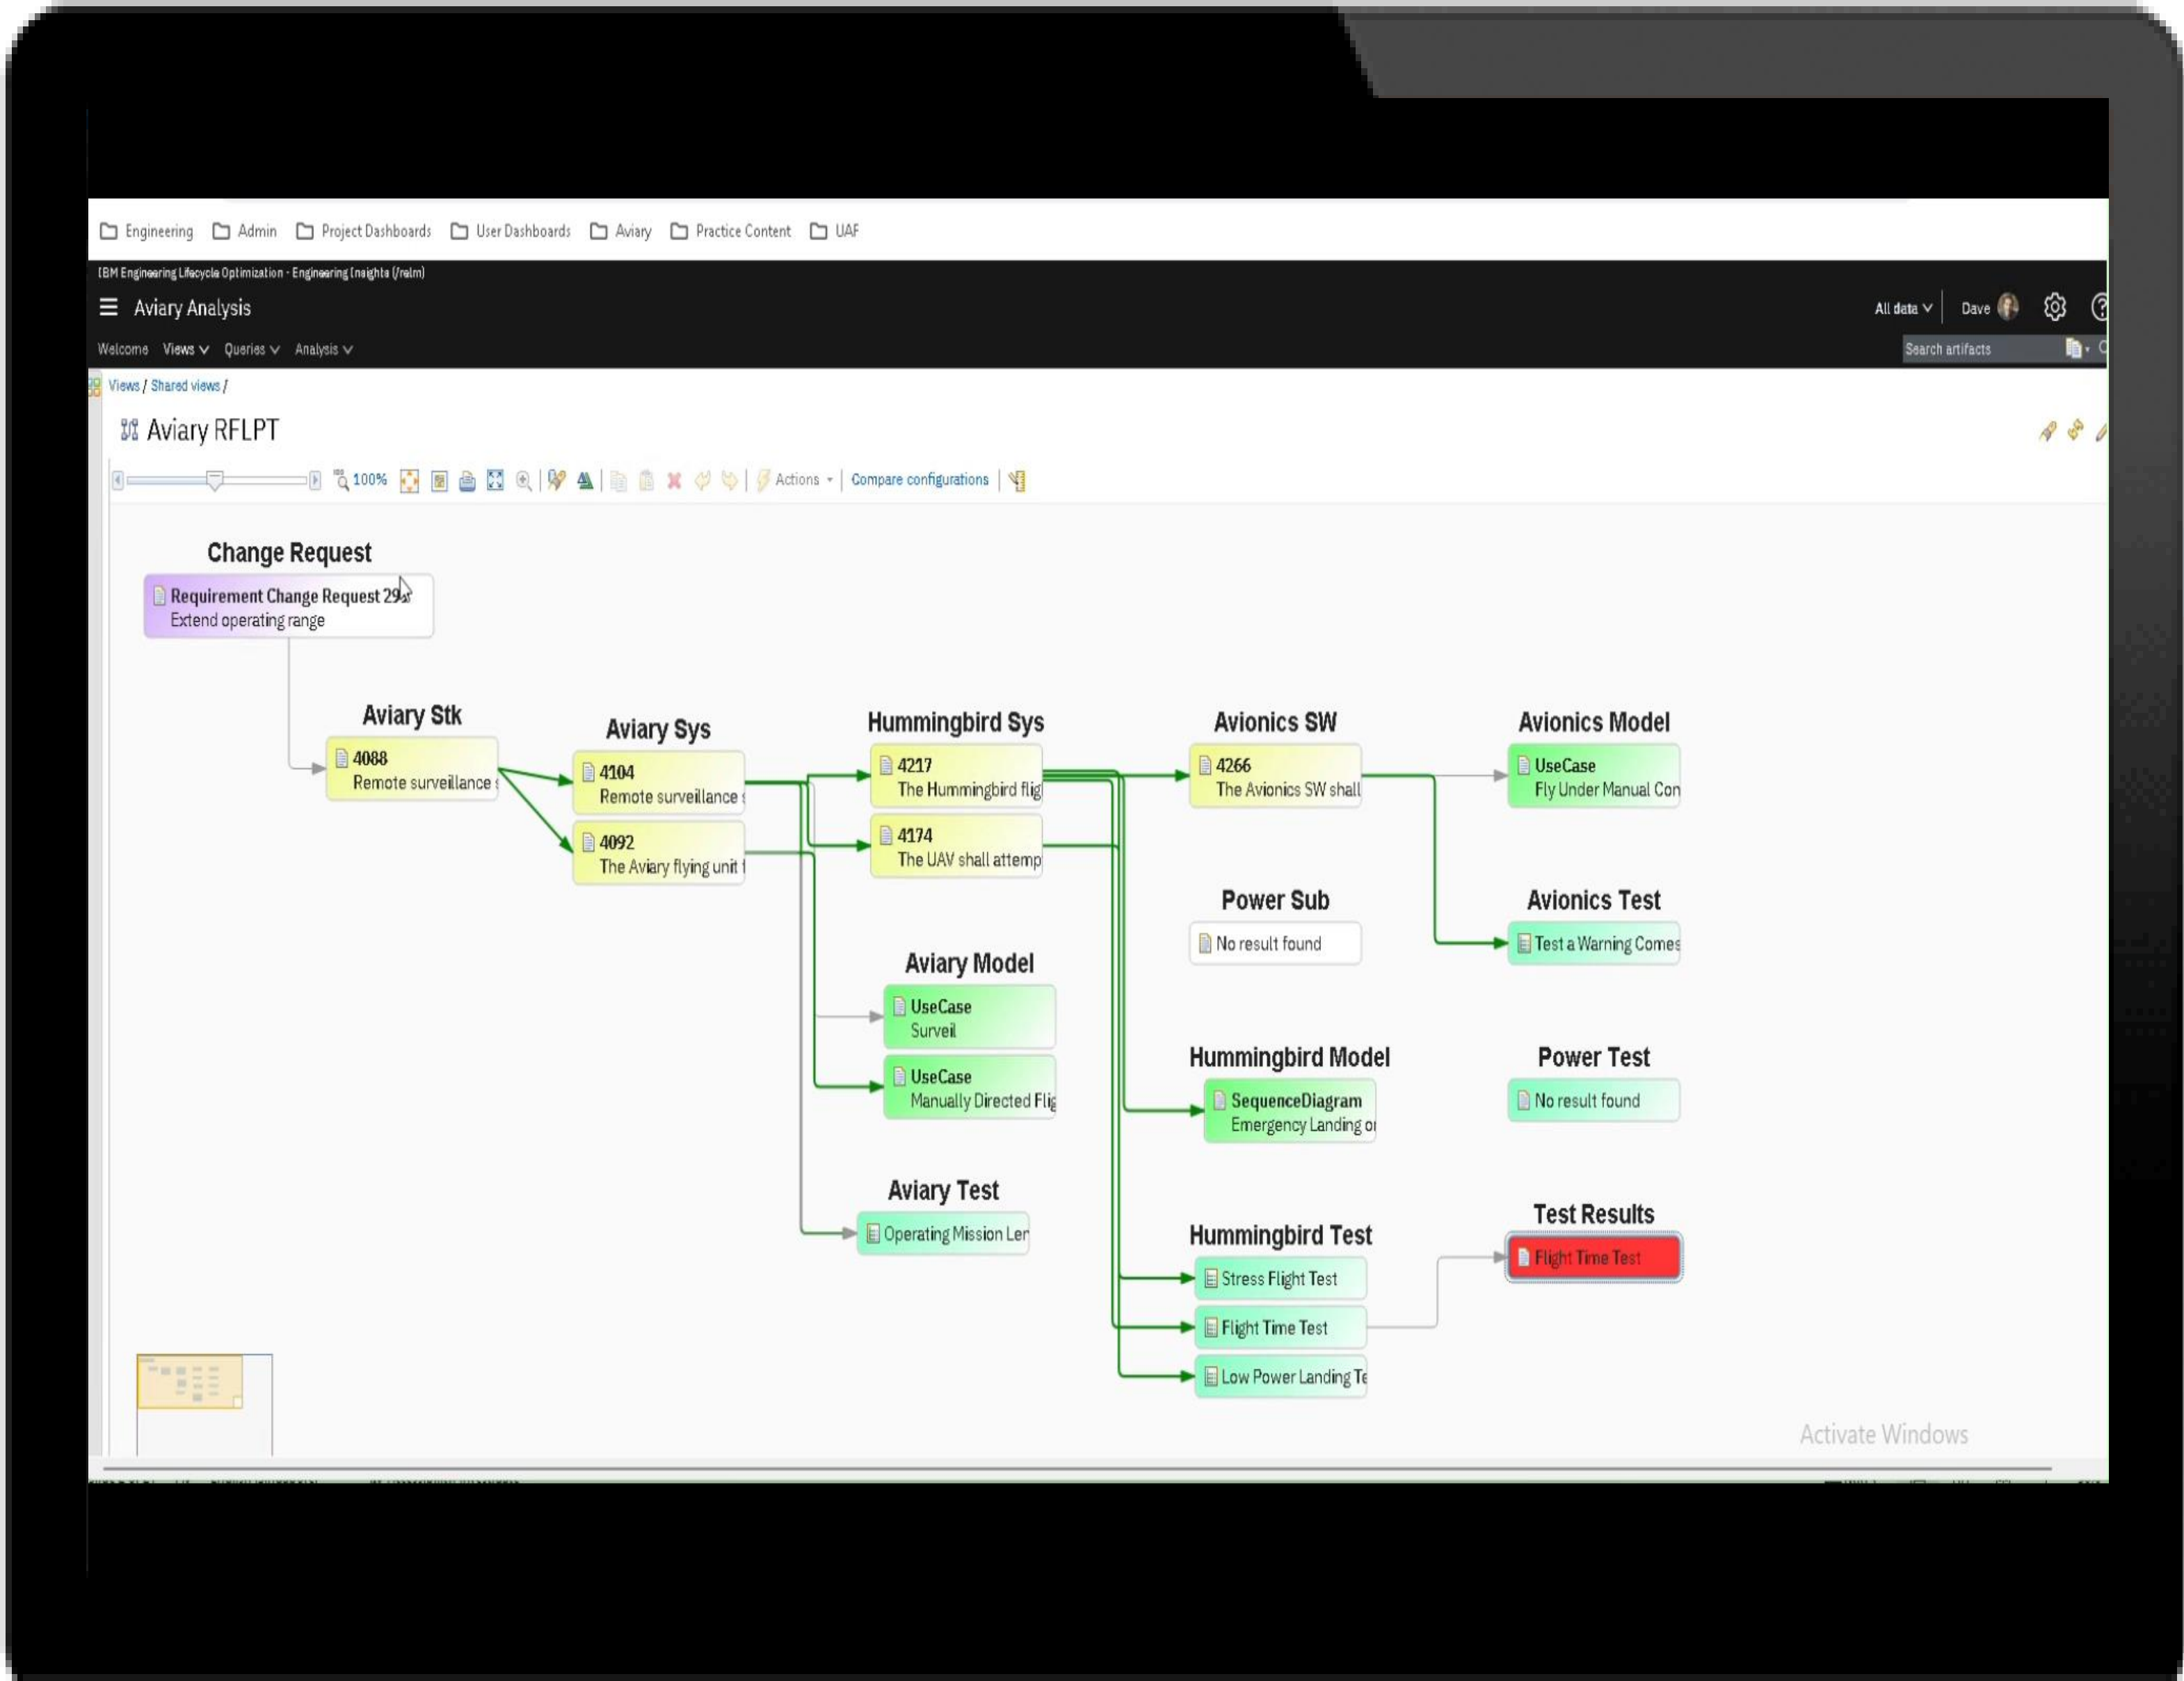 Engineering Admin Project Dashboards User Dashboards Aviary Practice Content UAF
IBM Engineering Lifecycle Optimization - Engineering Insights (/relm)
Aviary Analysis
All data Dave
Welcome Views Queries Analysis
Search artifacts
Views / Shared views /
Aviary RFLPT
100% Actions Compare configurations
Change Request
Requirement Change Request
Extend operating range
Aviary Stk
4088
Remote surveillance
Aviary Sys
4104
Remote surveillance
4092
The Aviary flying unit
Hummingbird Sys
4217
The Hummingbird flig
4174
The UAV shall attemp
Avionics SW
4266
The Avionics SW shall
Avionics Model
UseCase
Fly Under Manual Con
Power Sub
No result found
Avionics Test
Test a Warning Comes
Aviary Model
UseCase
Surveil
UseCase
Manually Directed Flig
Hummingbird Model
SequenceDiagram
Emergency Landing or
Power Test
No result found
Aviary Test
Operating Mission Ler
Hummingbird Test
Stress Flight Test
Flight Time Test
Low Power Landing Te
Test Results
Flight Time Test
Activate Windows